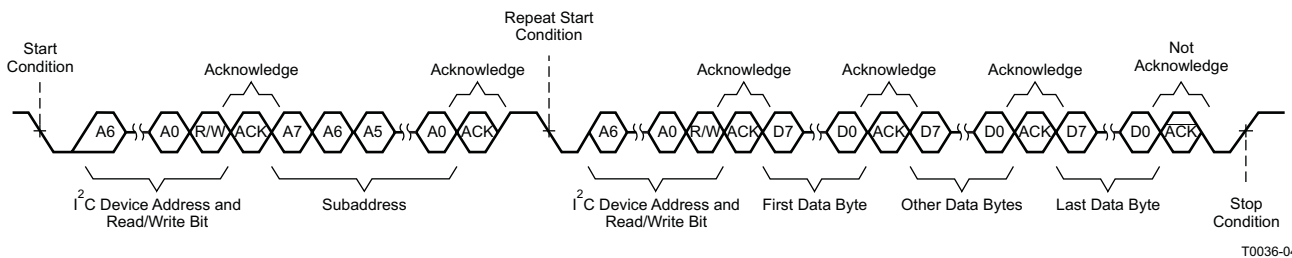 Repeat Start
Condition
Start
Condition
Not
Acknowledge
Acknowledge
Acknowledge
Acknowledge
Acknowledge
Acknowledge
A6 A0 R/W ACK A7 A6 A5 A0 ACK A6 A0 R/W ACK D7 D0 ACK D7 D0 ACK D7 D0 ACK
I2C Device Address and
Read/Write Bit
Subaddress
I2C Device Address and
Read/Write Bit
First Data Byte
Other Data Bytes
Last Data Byte
Stop
Condition
T0036-04